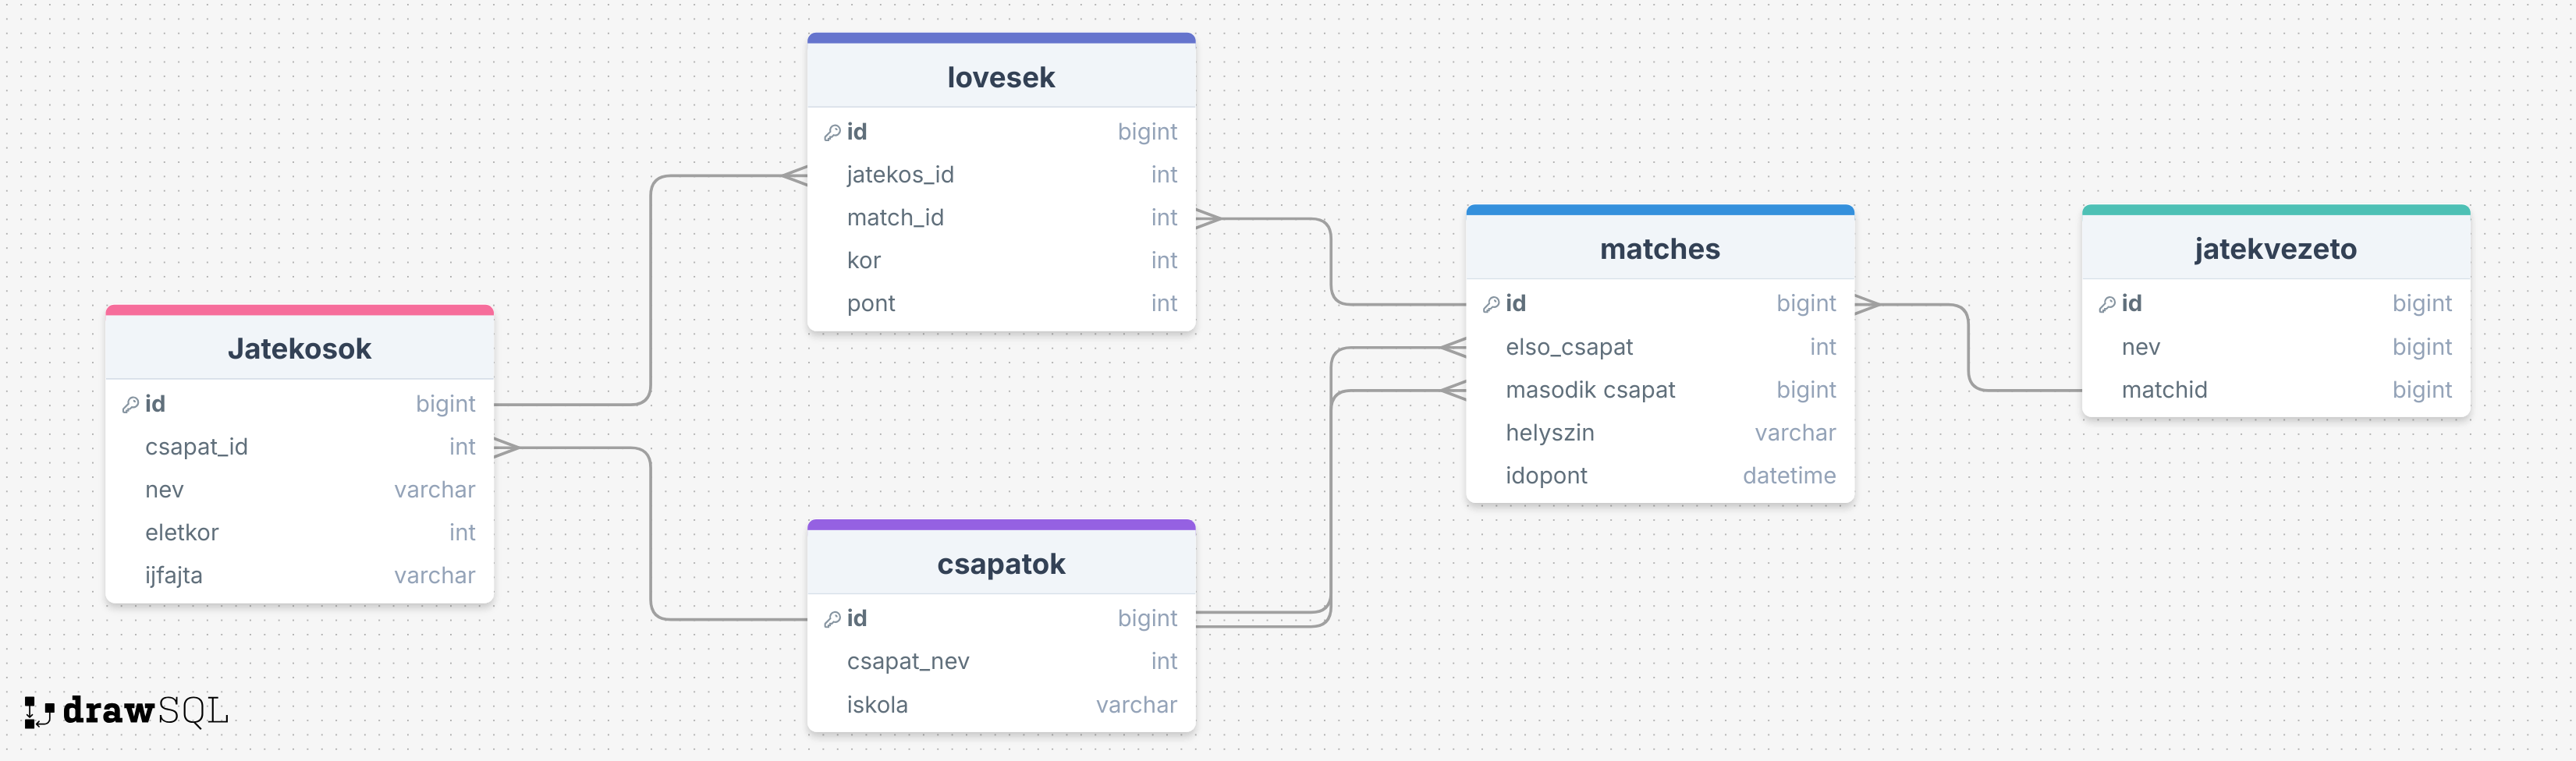 lovesek
id bigint
jatekos_id int
match_id int
kor int
pont int
Jatekosok
id bigint
csapat_id int
nev varchar
eletkor int
ijfajta varchar
csapatok
id bigint
csapat_nev int
iskola varchar
matches
id bigint
elso_csapat int
masodik csapat bigint
helyszin varchar
idopont datetime
jatekvezeto
id bigint
nev bigint
matchid bigint
drawSQL